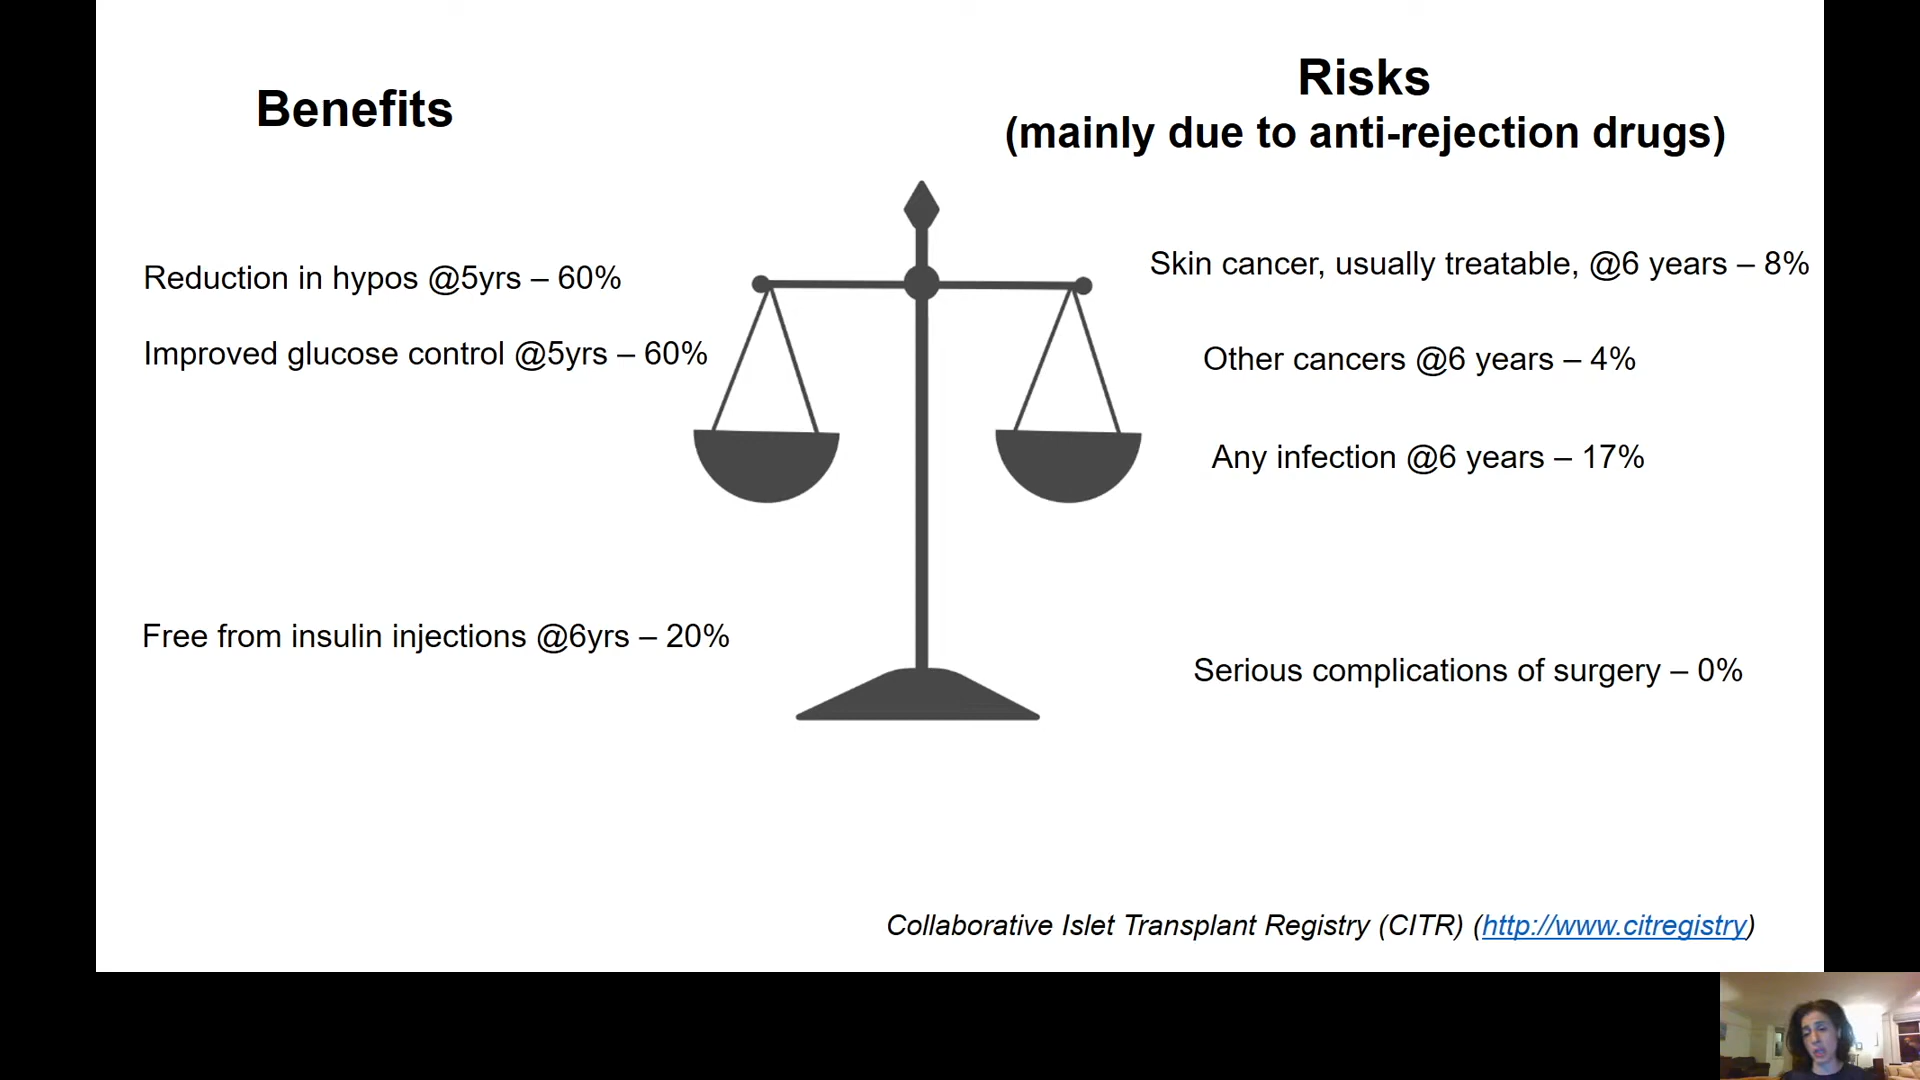 Benefits
Risks
(mainly due to anti-rejection drugs)
Reduction in hypos @5yrs – 60%
Improved glucose control @5yrs – 60%
Free from insulin injections @6yrs – 20%
Skin cancer, usually treatable, @6 years – 8%
Other cancers @6 years – 4%
Any infection @6 years – 17%
Serious complications of surgery – 0%
Collaborative Islet Transplant Registry (CITR) (http://www.citregistry)